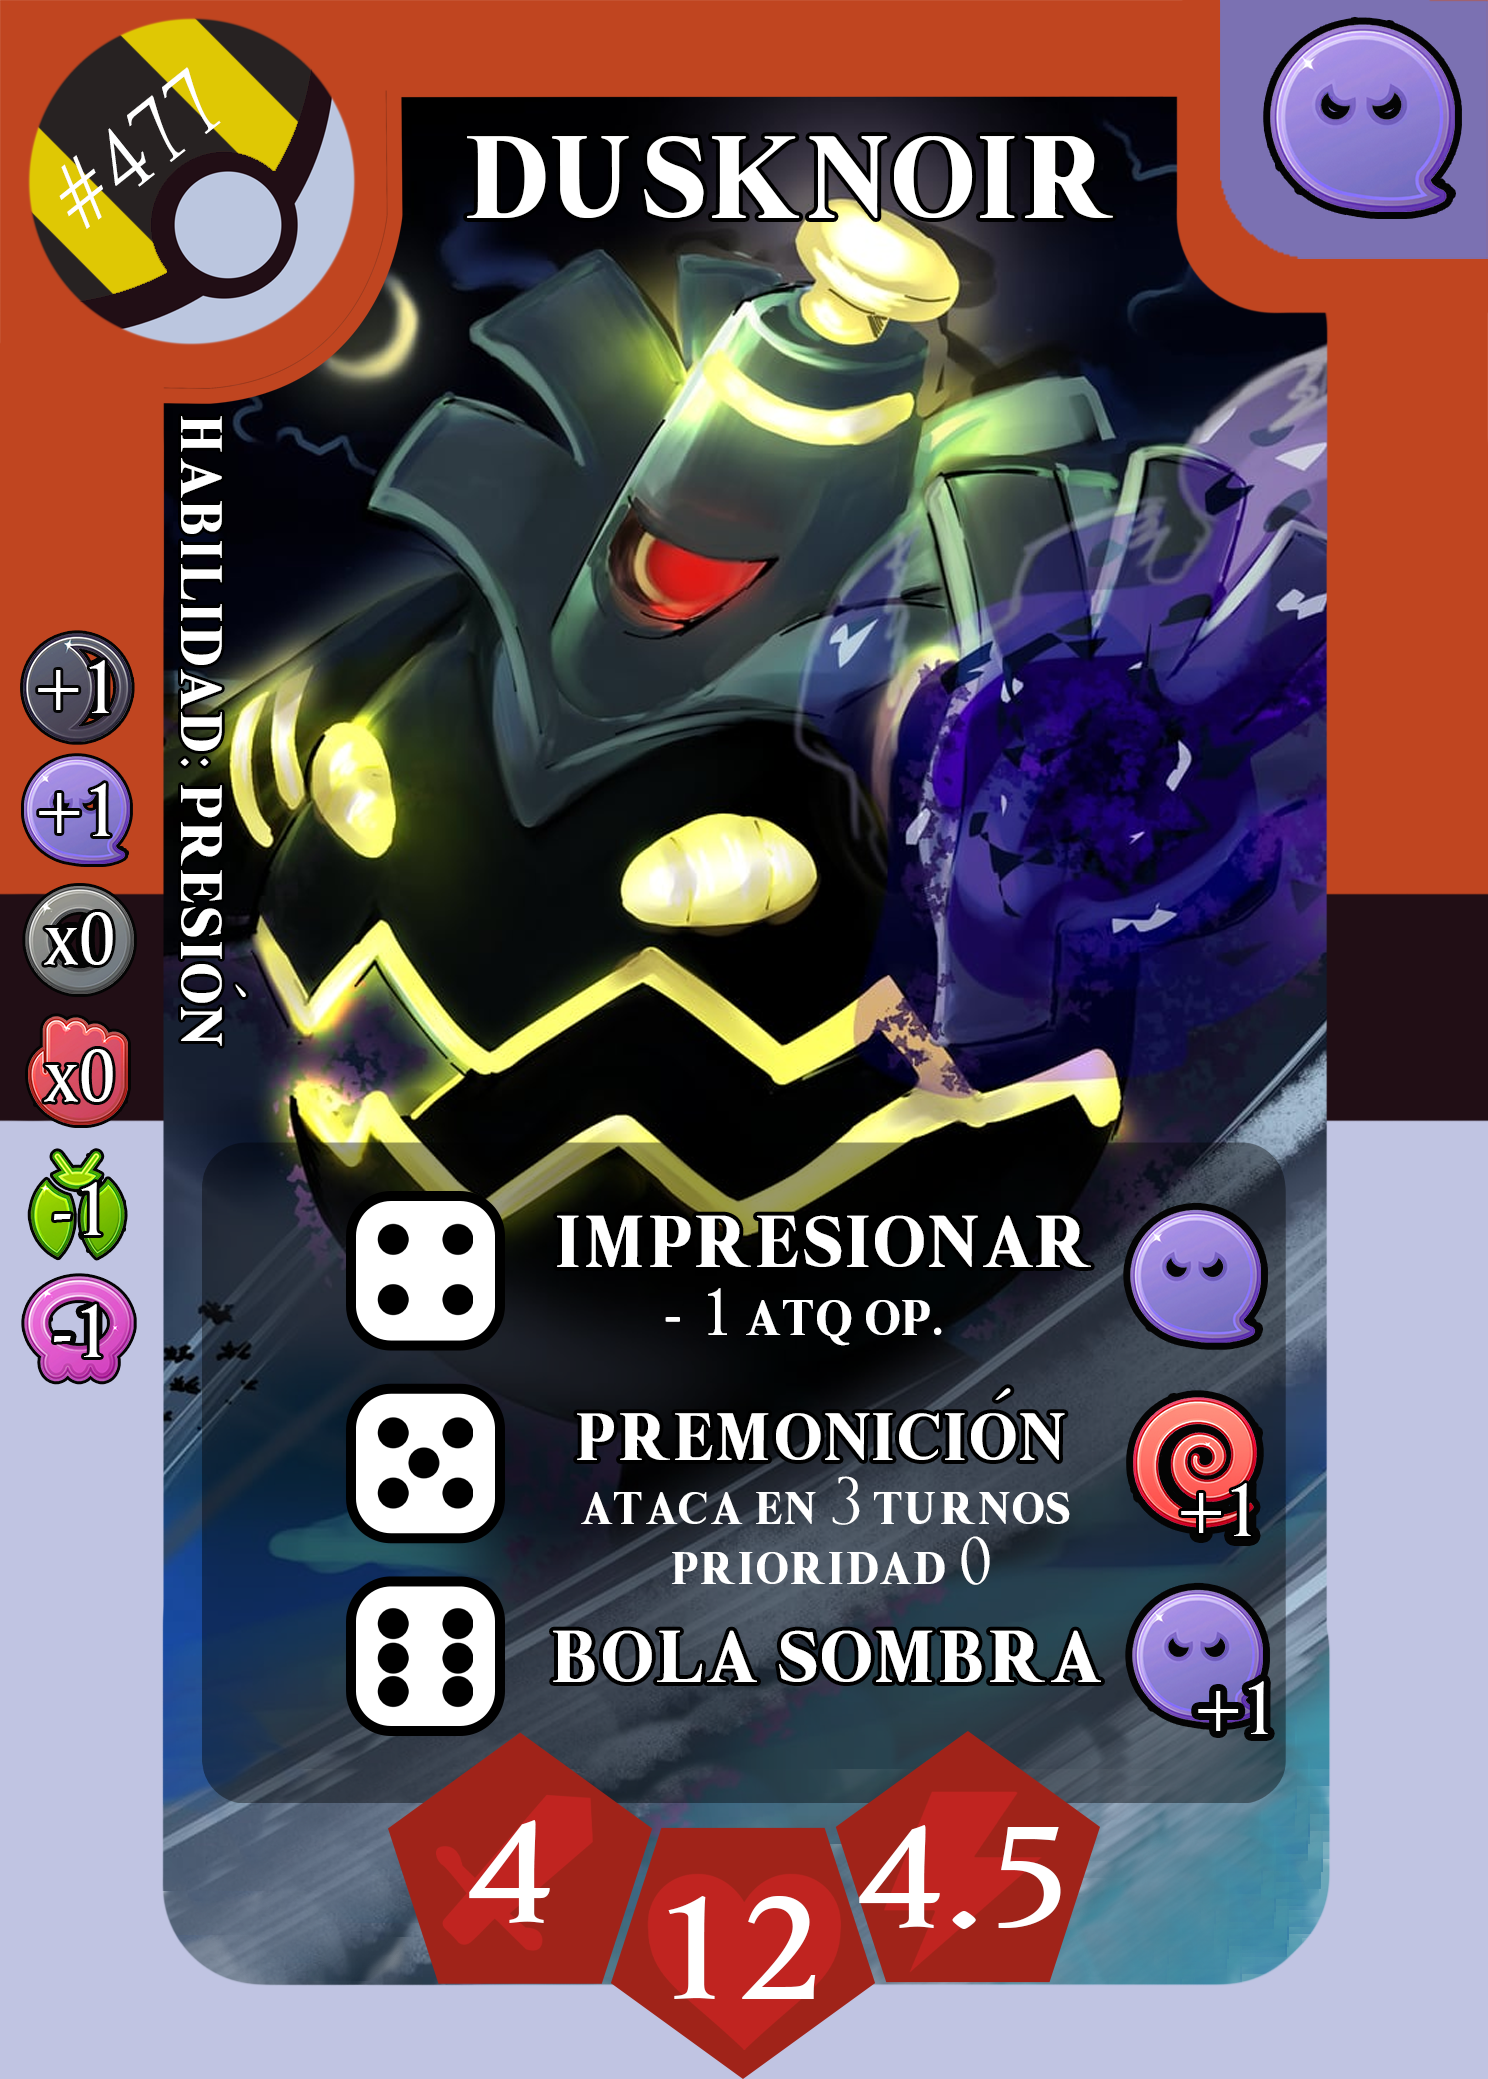 #477
DUSKNOIR
HABILIDAD: PRESIÓN
+1
+1
x0
x0
-1
-1
IMPRESIONAR
- 1 ATQ OP.
PREMONICIÓN
ATACA EN 3 TURNOS
PRIORIDAD 0
+1
BOLA SOMBRA
+1
4
12
4.5